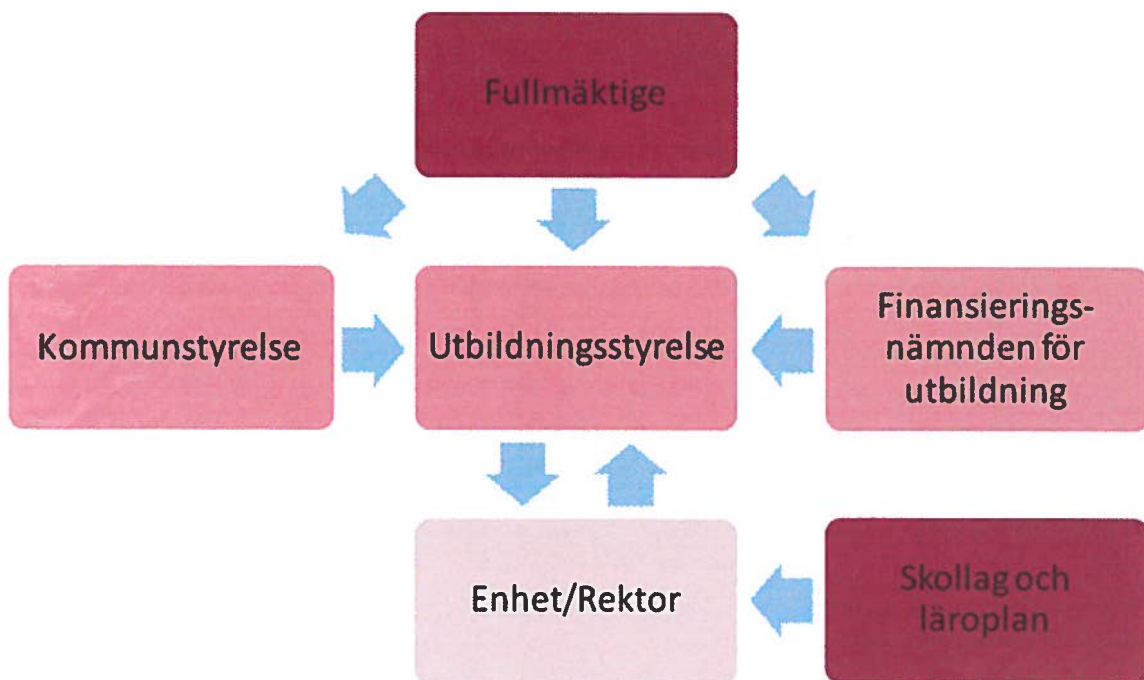 Fullmäktige
Kommunstyrelse
Utbildningsstyrelse
Finansierings-
nämnden för
utbildning
Enhet/Rektor
Skollag och
läroplan